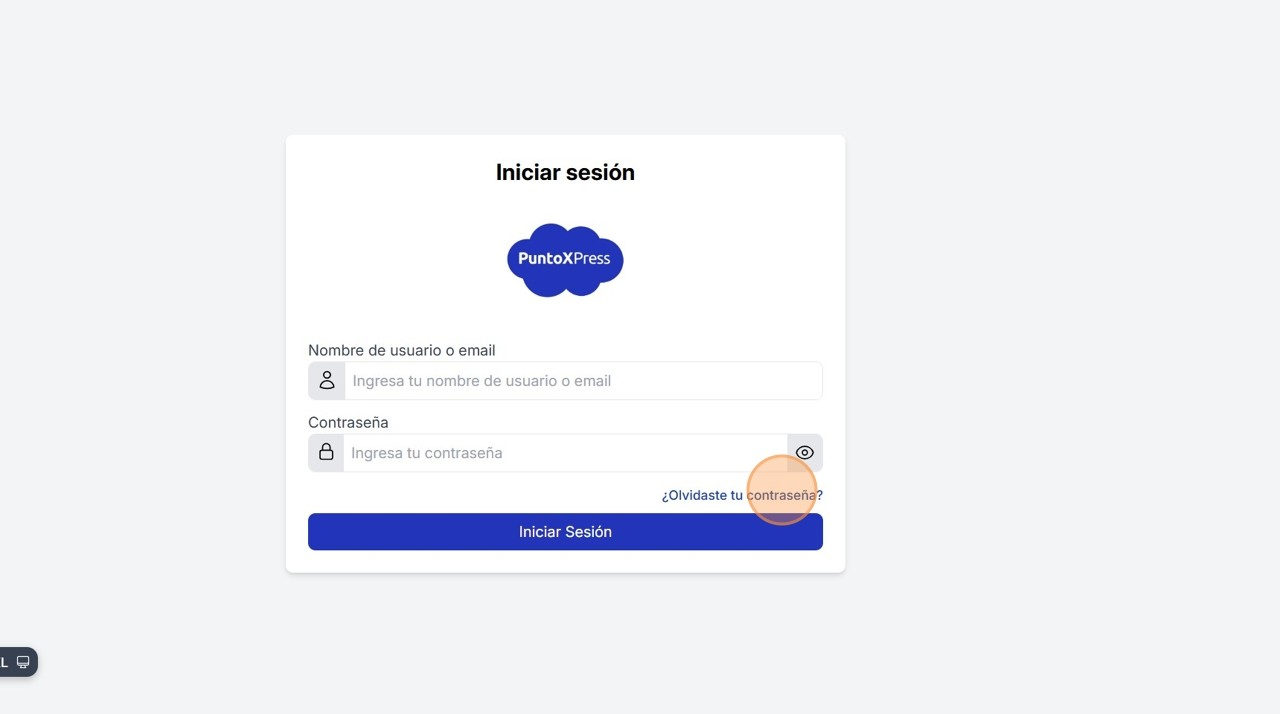 Iniciar sesión
PuntoXPress
Nombre de usuario o email
Ingresa tu nombre de usuario o email
Contraseña
Ingresa tu contraseña
¿Olvidaste tu contraseña?
Iniciar Sesión
L